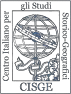 Centro Italiano per
gli Studi
Storico-Geografici
CISGE